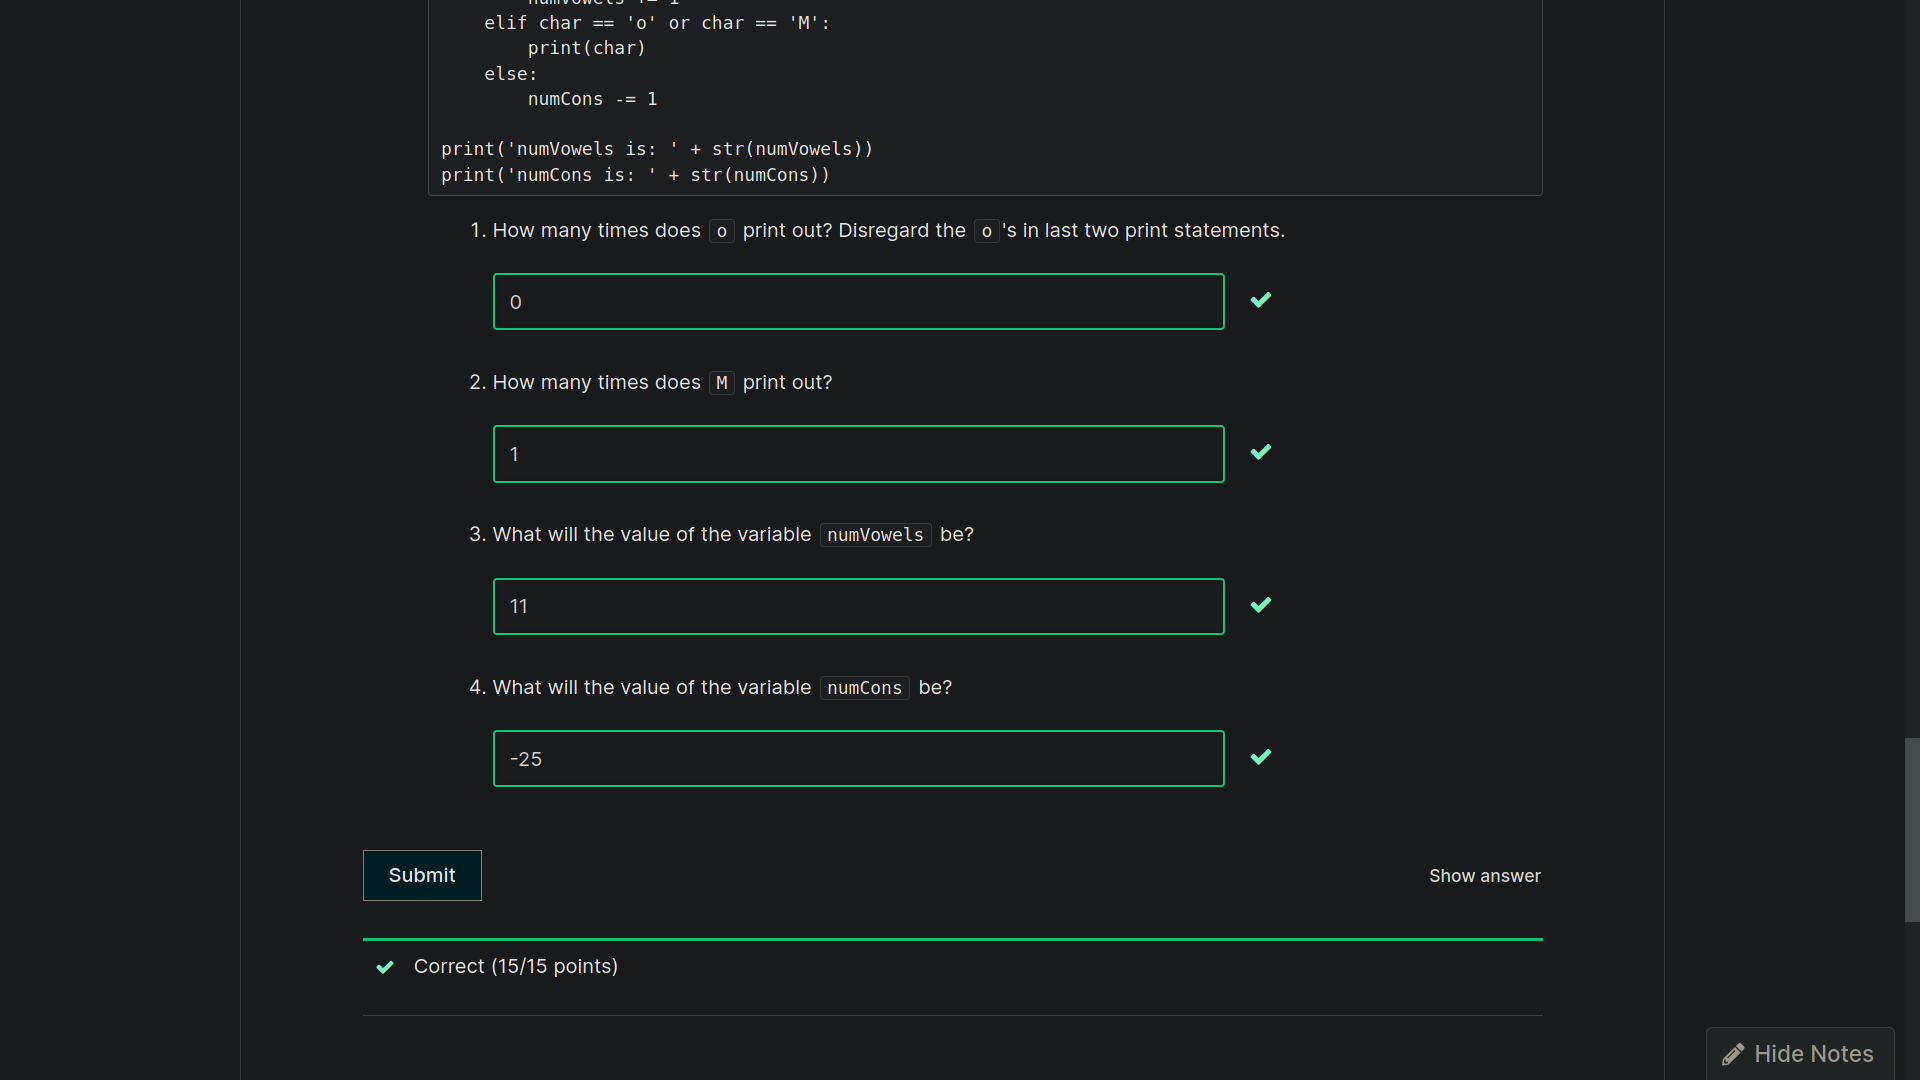 numVowels += 1
elif char == 'o' or char == 'M':
print(char)
else:
numCons -= 1
print('numVowels is: ' + str(numVowels))
print('numCons is: ' + str(numCons))
1. How many times does o print out? Disregard the o 's in last two print statements.
0
2. How many times does M print out?
1
3. What will the value of the variable numVowels be?
11
4. What will the value of the variable numCons be?
-25
Submit
Show answer
Correct (15/15 points)
Hide Notes